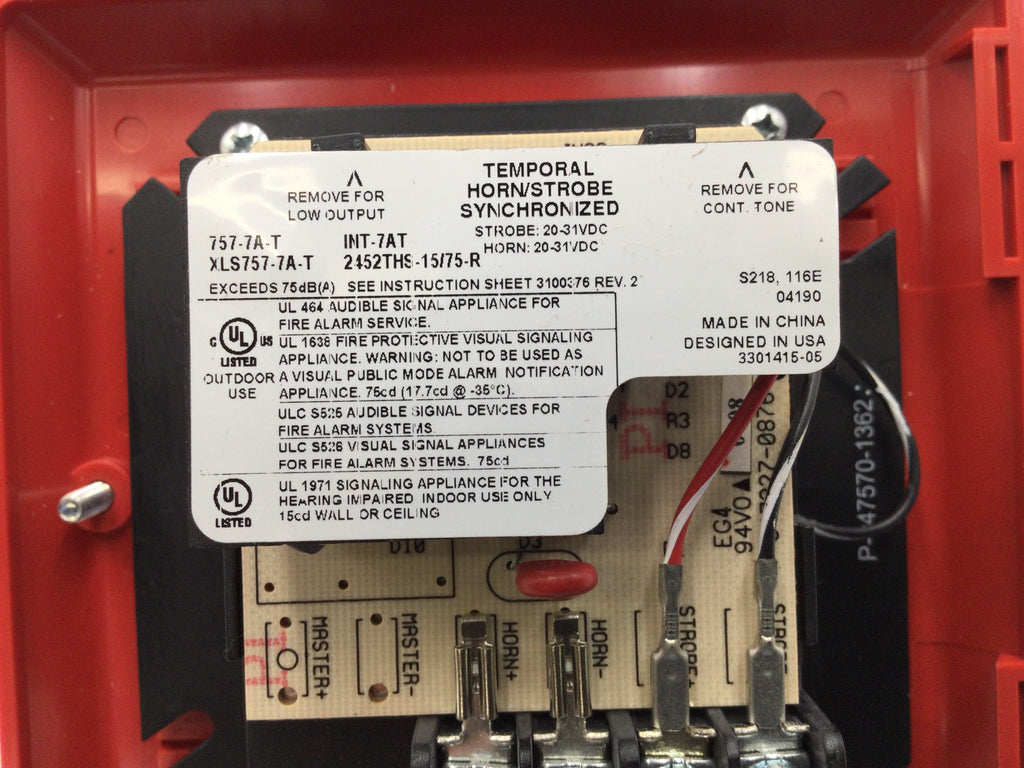 REMOVE FOR
LOW OUTPUT
TEMPORAL
HORN/STROBE
SYNCHRONIZED
STROBE: 20-31VDC
HORN: 20-31VDC
REMOVE FOR
CONT. TONE
757-7A-T INT-7AT
XLS757-7A-T 2452THS-15/75-R
EXCEEDS 75dB(A) SEE INSTRUCTION SHEET 3100376 REV. 2
S218, 116E
04190
MADE IN CHINA
DESIGNED IN USA
3301415-05
C UL US
LISTED
OUTDOOR
USE
UL 464 AUDIBLE SIGNAL APPLIANCE FOR
FIRE ALARM SERVICE.
UL 1638 FIRE PROTECTIVE VISUAL SIGNALING
APPLIANCE. WARNING: NOT TO BE USED AS
A VISUAL PUBLIC MODE ALARM NOTIFICATION
APPLIANCE. 75cd (17.7cd @ -35°C).
ULC S525 AUDIBLE SIGNAL DEVICES FOR
FIRE ALARM SYSTEMS.
ULC S526 VISUAL SIGNAL APPLIANCES
FOR FIRE ALARM SYSTEMS. 75cd
UL
LISTED
UL 1971 SIGNALING APPLIANCE FOR THE
HEARING IMPAIRED INDOOR USE ONLY
15cd WALL OR CEILING
D2
R3
D8
EG4
94V0
P-47570-1362
D10
D3
MASTER+
MASTER-
HORN+
HORN-
STROBE+